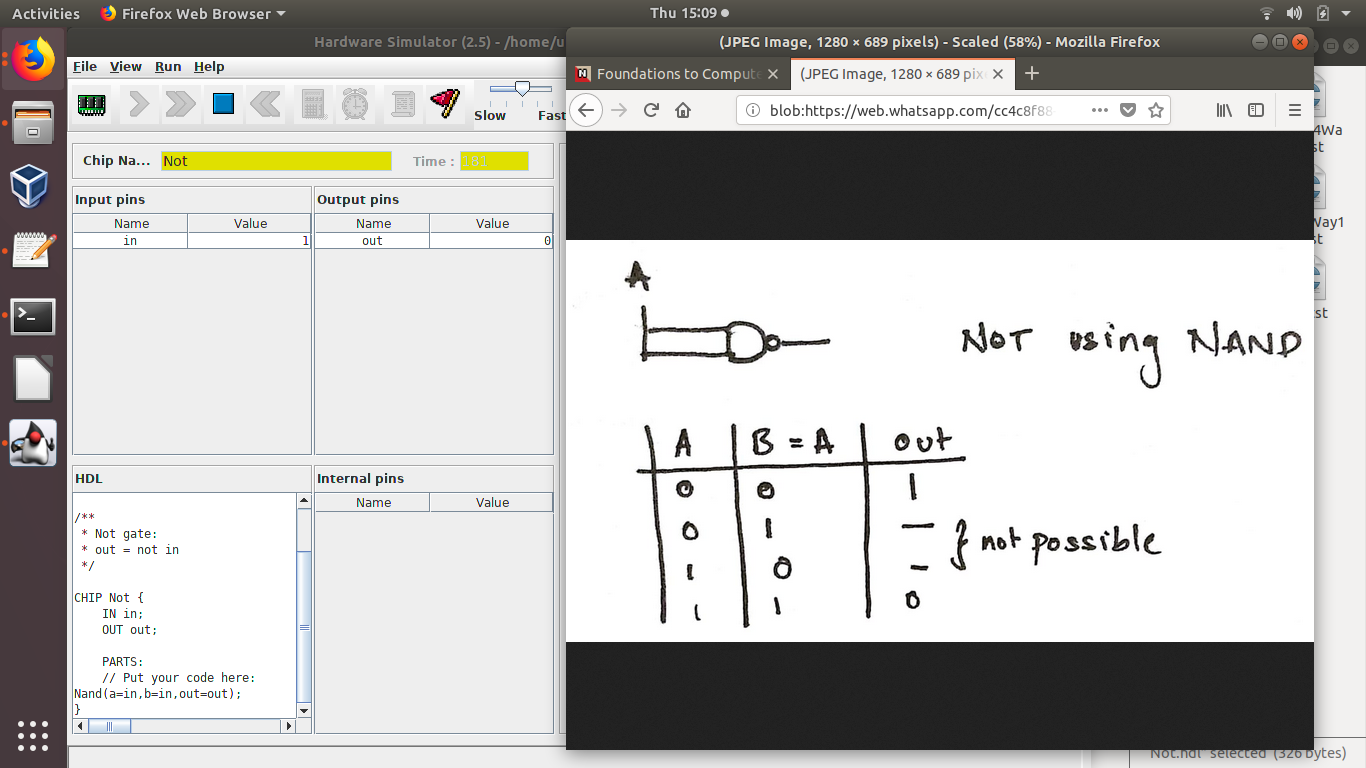 Activities
Firefox Web Browser
Thu 15:09
Hardware Simulator (2.5) - /home/u
File View Run Help
Slow
Fast
Chip Na...
Not
Time :
181
Input pins
Name Value
in 1
Output pins
Name Value
out 0
HDL
/**
* Not gate:
* out = not in
*/
CHIP Not {
IN in;
OUT out;
PARTS:
// Put your code here:
Nand(a=in,b=in,out=out);
}
Internal pins
Name Value
(JPEG Image, 1280 × 689 pixels) - Scaled (58%) - Mozilla Firefox
Foundations to Compute
(JPEG Image, 1280 × 689 pix
blob:https://web.whatsapp.com/cc4c8f88
A
NOT using NAND
A B = A out
0 0 1
0 1 —
} not possible
1 0 –
1 1 0
4Wa
st
Way1
st
st
Not.hdl" selected (326 bytes)